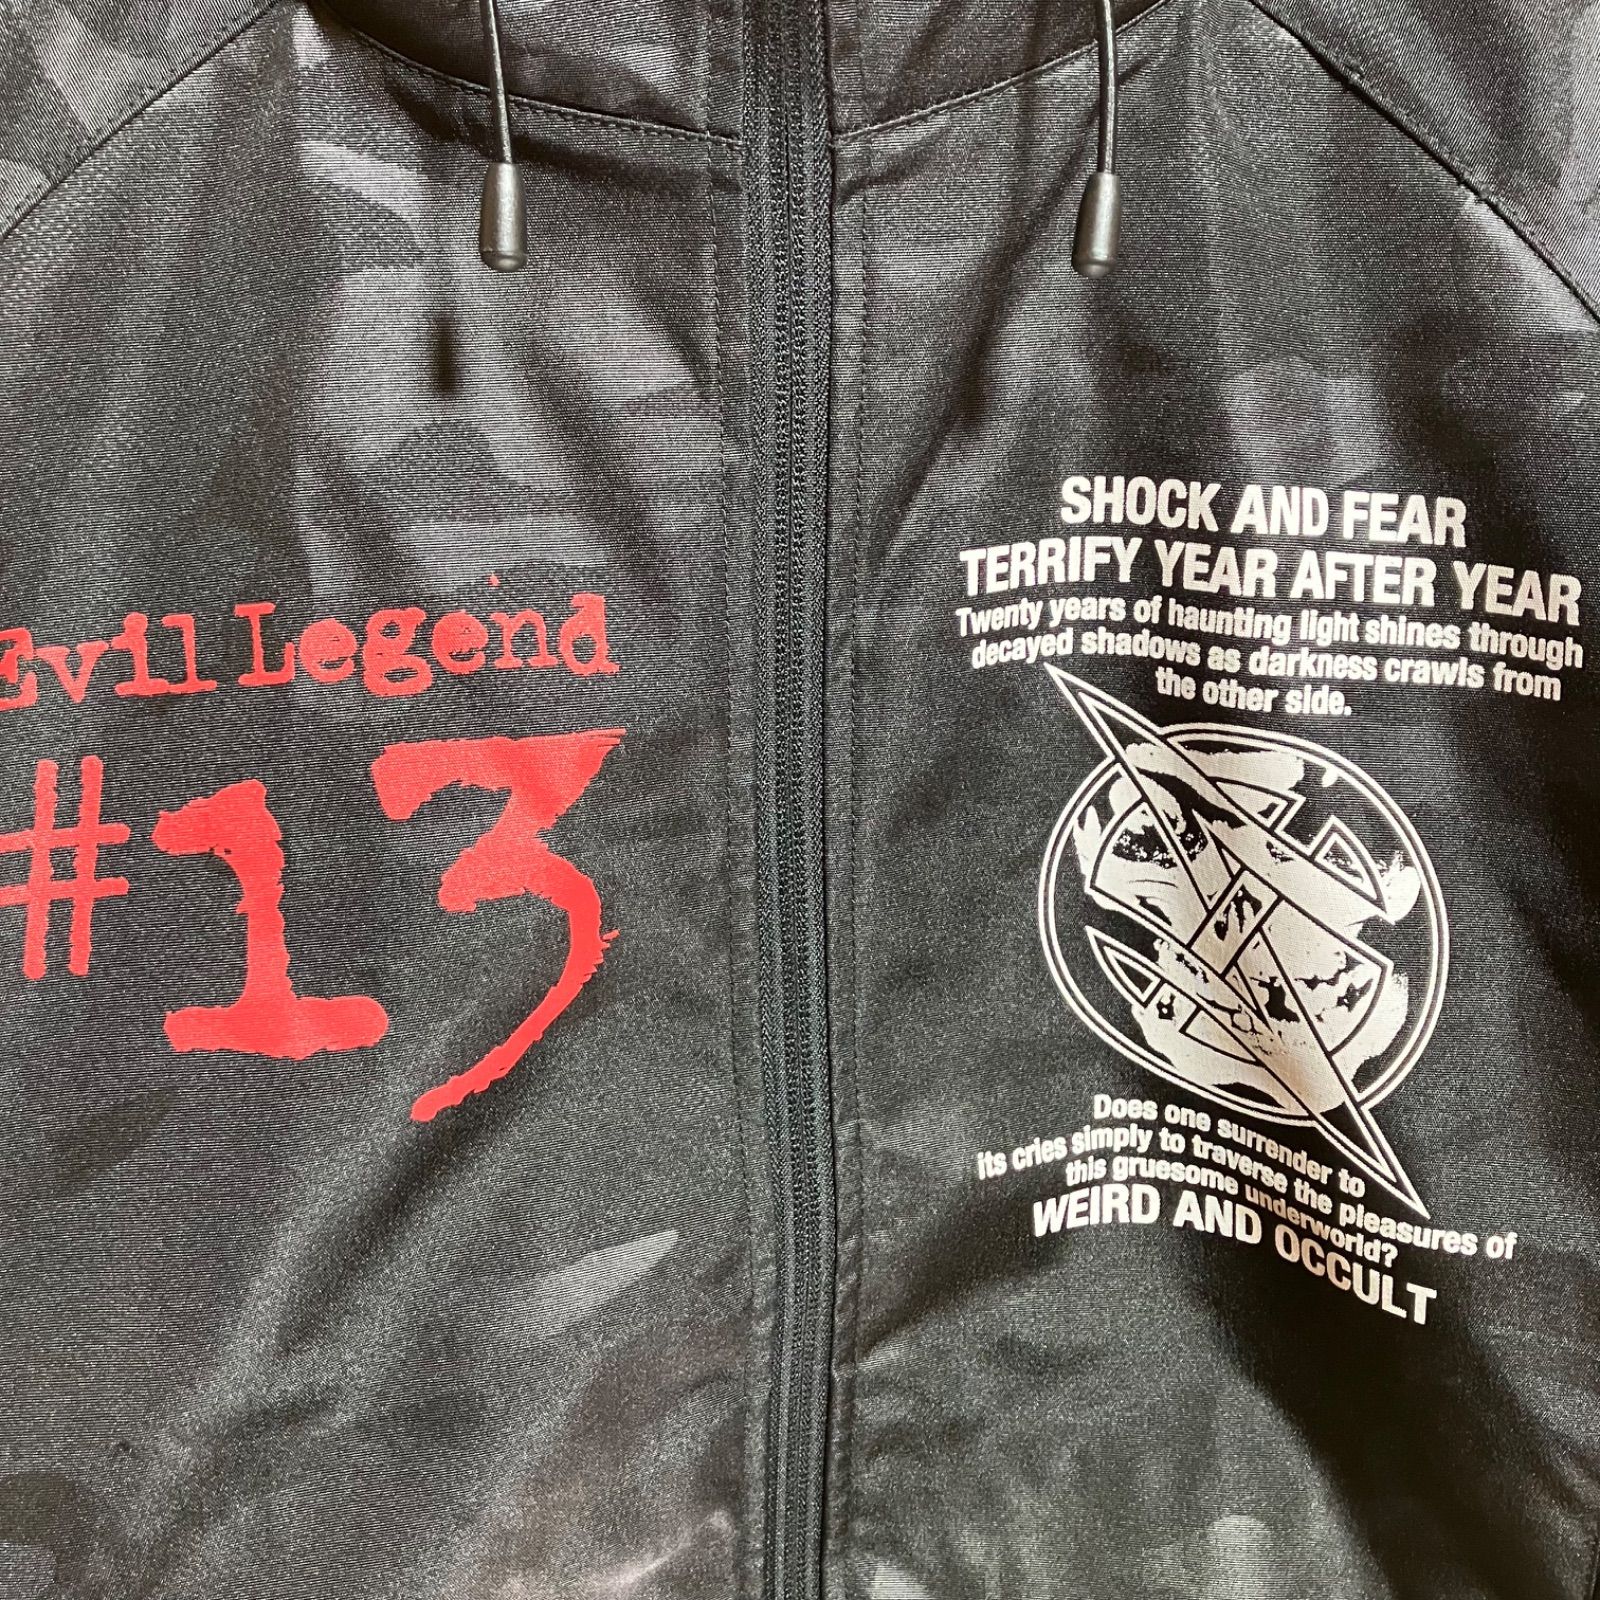 Evil Legend
#13
SHOCK AND FEAR
TERRIFY YEAR AFTER YEAR
Twenty years of haunting light shines through
decayed shadows as darkness crawls from
the other side.
Does one surrender to
its cries simply to traverse the pleasures of
this gruesome underworld?
WEIRD AND OCCULT